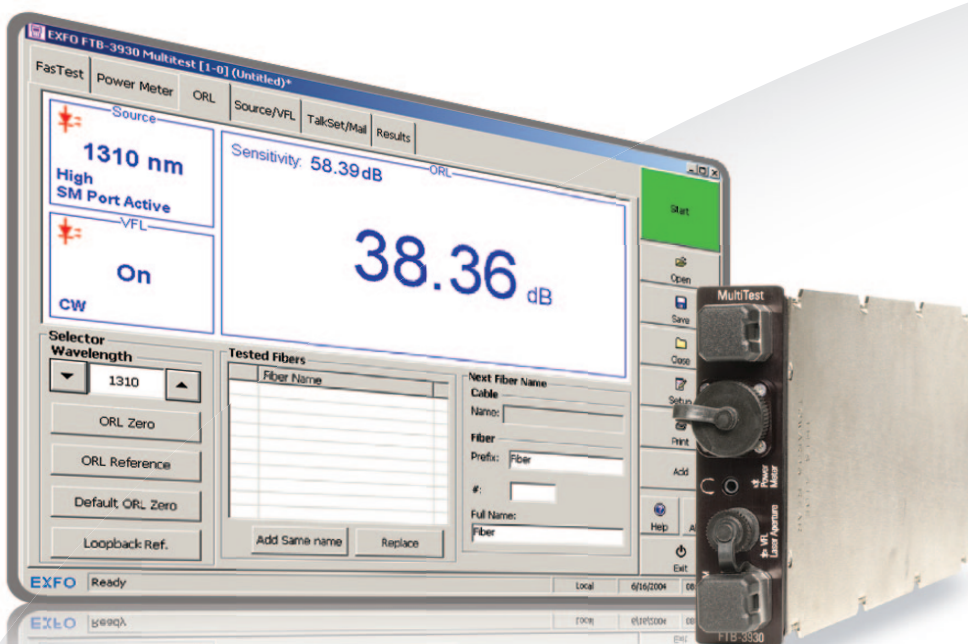 EXFO FTB-3930 Multitest [1-0] (Untitled)*
FasTest
Power Meter
ORL
Source/VFL
TalkSet/Mail
Results
Source
1310 nm
High
SM Port Active
VFL
On
CW
Sensitivity: 58.39 dB
ORL
38.36 dB
Start
Open
Save
Close
Setup
Print
Add
Help
Exit
Selector
Wavelength
1310
ORL Zero
ORL Reference
Default ORL Zero
Loopback Ref.
Tested Fibers
Fiber Name
Add Same name
Replace
Next Fiber Name
Cable
Name:
Fiber
Prefix: Fiber
#:
Full Name:
Fiber
EXFO
Ready
Local
6/16/2004
MultiTest
Power
Meter
VFL
Laser Aperture
FTB-3930